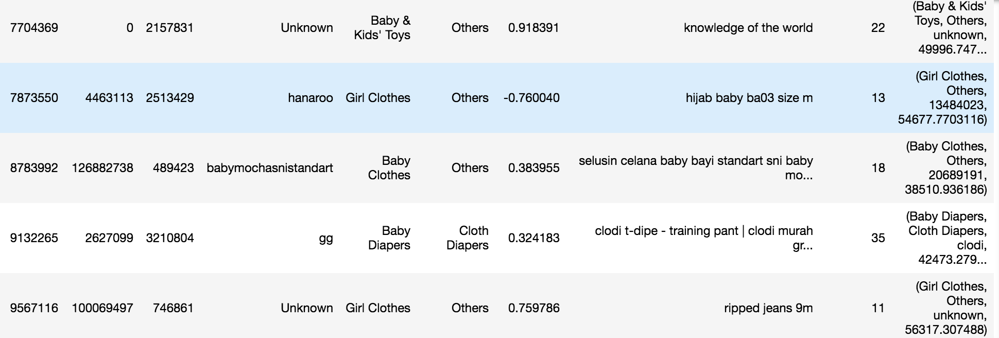 7704369 0 2157831 Unknown Baby & Kids' Toys Others 0.918391 knowledge of the world 22 (Baby & Kids' Toys, Others, unknown, 49996.747...
7873550 4463113 2513429 hanaroo Girl Clothes Others -0.760040 hijab baby ba03 size m 13 (Girl Clothes, Others, 13484023, 54677.7703116)
8783992 126882738 489423 babymochasnistandart Baby Clothes Others 0.383955 selusin celana baby bayi standart sni baby mo... 18 (Baby Clothes, Others, 20689191, 38510.936186)
9132265 2627099 3210804 gg Baby Diapers Cloth Diapers 0.324183 clodi t-dipe - training pant | clodi murah gr... 35 (Baby Diapers, Cloth Diapers, clodi, 42473.279...
9567116 100069497 746861 Unknown Girl Clothes Others 0.759786 ripped jeans 9m 11 (Girl Clothes, Others, unknown, 56317.307488)